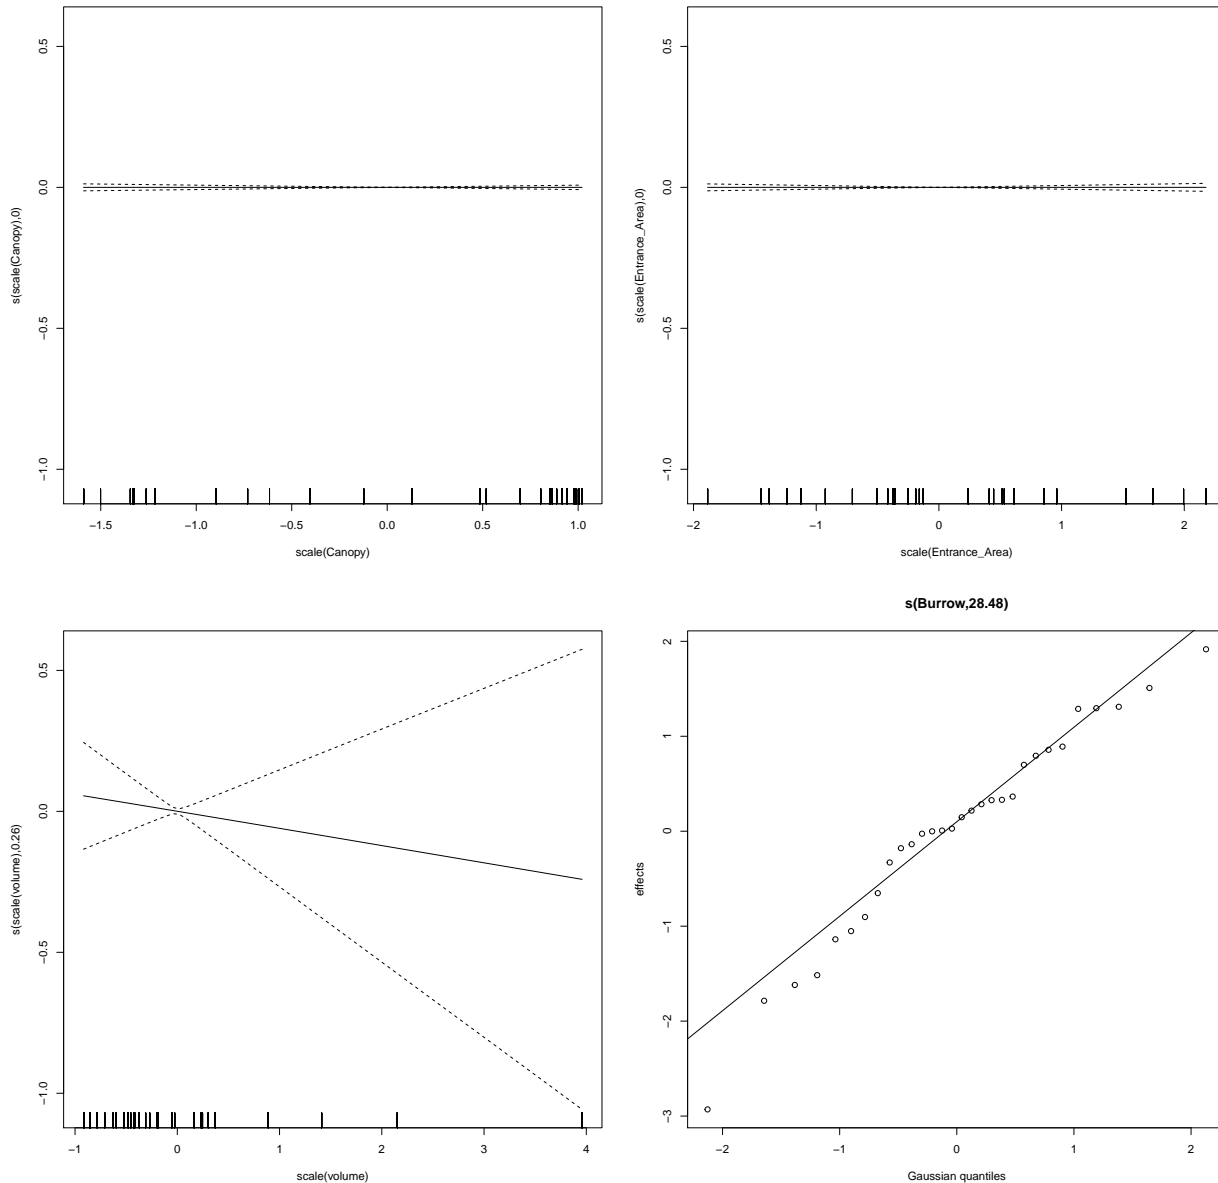 0.5
0.0
−0.5
−1.0
s(scale(Canopy),0)
−1.5 −1.0 −0.5 0.0 0.5 1.0
scale(Canopy)
0.5
0.0
−0.5
−1.0
s(scale(Entrance_Area),0)
−2 −1 0 1 2
scale(Entrance_Area)
0.5
0.0
−0.5
−1.0
s(scale(volume),0.26)
−1 0 1 2 3 4
scale(volume)
s(Burrow,28.48)
2
1
0
−1
−2
−3
effects
−2 −1 0 1 2
Gaussian quantiles